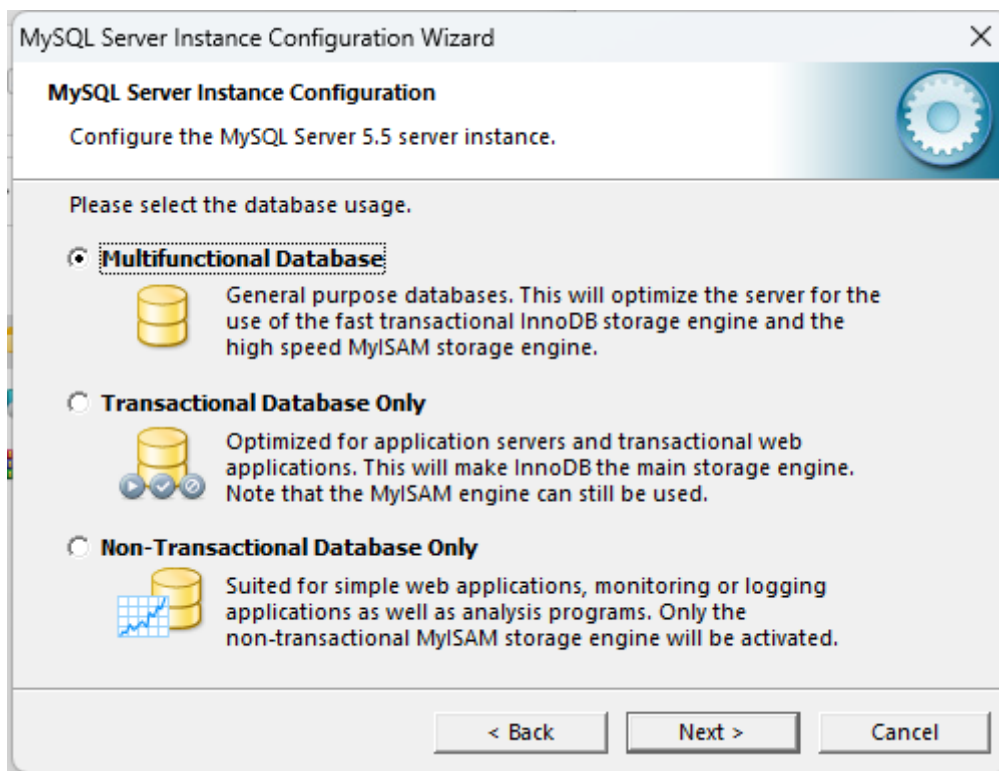 MySQL Server Instance Configuration Wizard
MySQL Server Instance Configuration
Configure the MySQL Server 5.5 server instance.
Please select the database usage.
Multifunctional Database
General purpose databases. This will optimize the server for the
use of the fast transactional InnoDB storage engine and the
high speed MyISAM storage engine.
Transactional Database Only
Optimized for application servers and transactional web
applications. This will make InnoDB the main storage engine.
Note that the MyISAM engine can still be used.
Non-Transactional Database Only
Suited for simple web applications, monitoring or logging
applications as well as analysis programs. Only the
non-transactional MyISAM storage engine will be activated.
< Back Next > Cancel